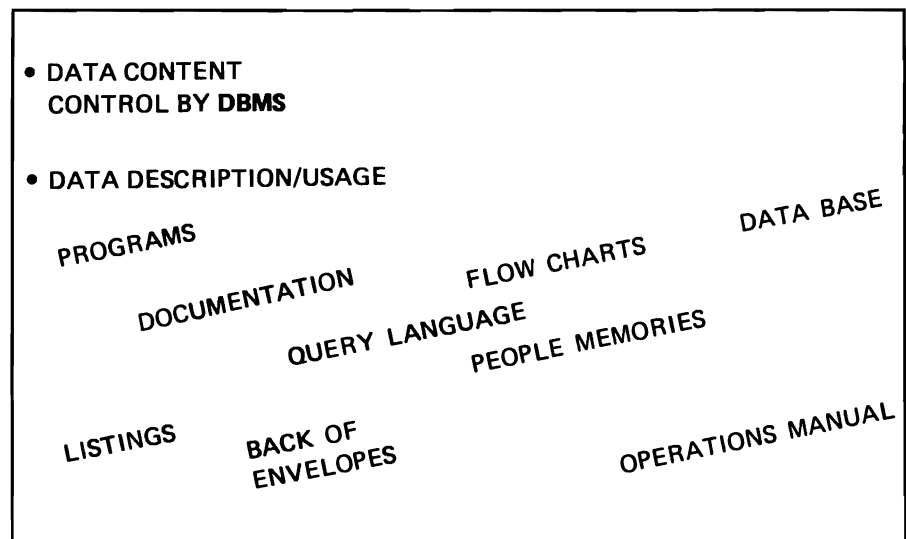 • DATA CONTENT
CONTROL BY DBMS
• DATA DESCRIPTION/USAGE
PROGRAMS
DATA BASE
DOCUMENTATION
FLOW CHARTS
QUERY LANGUAGE
PEOPLE MEMORIES
LISTINGS
BACK OF
ENVELOPES
OPERATIONS MANUAL